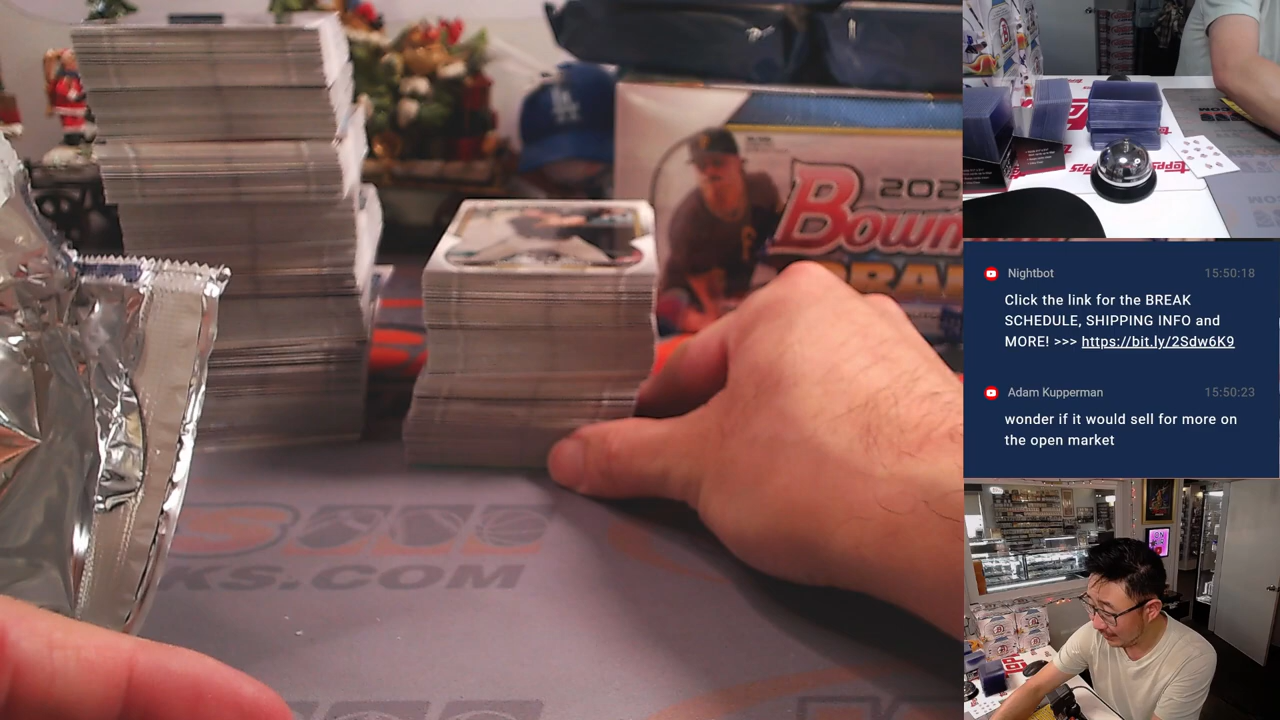 202
Bown
S
KS.COM
Topps
Nightbot 15:50:18
Click the link for the BREAK
SCHEDULE, SHIPPING INFO and
MORE! >>> https://bit.ly/2Sdw6K9
Adam Kupperman 15:50:23
wonder if it would sell for more on
the open market